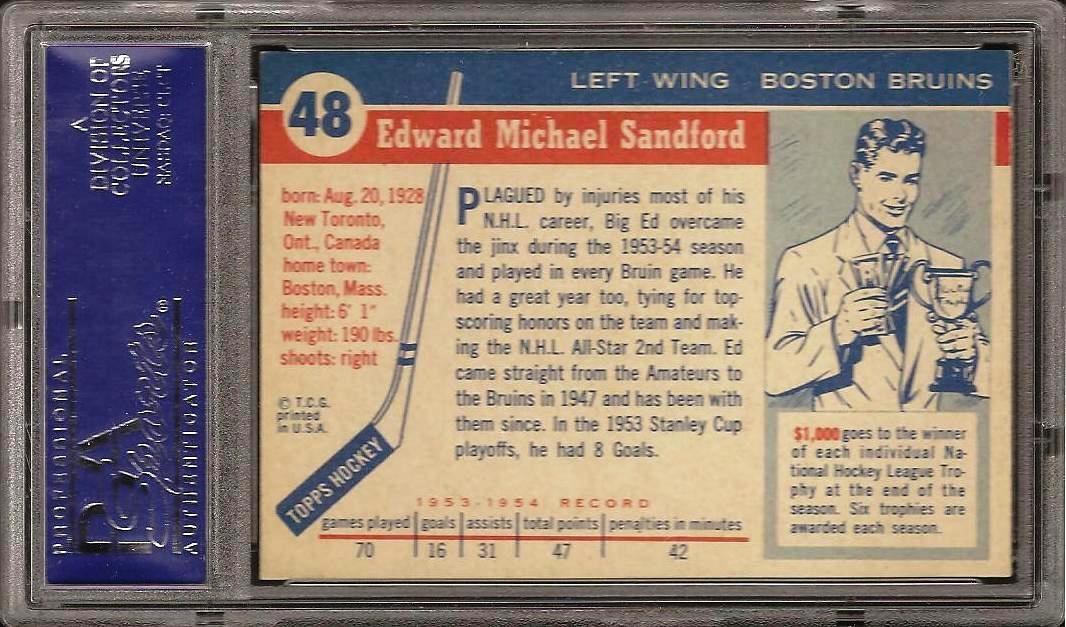 DIVISION OF
COLLECTORS
UNIVERSE
NASDAQ: CLCT
PROFESSIONAL
PSA
Sportscard
AUTHENTICATOR
LEFT WING BOSTON BRUINS
48
Edward Michael Sandford
born: Aug. 20, 1928
New Toronto,
Ont., Canada
home town:
Boston, Mass.
height: 6' 1"
weight: 190 lbs.
shoots: right
© T.C.G.
printed
in U.S.A.
TOPPS HOCKEY
PLAGUED by injuries most of his
N.H.L. career, Big Ed overcame
the jinx during the 1953-54 season
and played in every Bruin game. He
had a great year too, tying for top-
scoring honors on the team and mak-
ing the N.H.L. All-Star 2nd Team. Ed
came straight from the Amateurs to
the Bruins in 1947 and has been with
them since. In the 1953 Stanley Cup
playoffs, he had 8 Goals.
$1,000 goes to the winner
of each individual Na-
tional Hockey League Tro-
phy at the end of the
season. Six trophies are
awarded each season.
1953-1954 RECORD
games played goals assists total points penalties in minutes
70 16 31 47 42